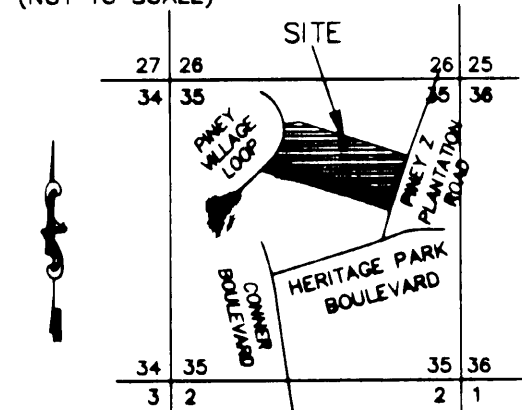 (NOT TO SCALE)
SITE
27 26
26 25
34 35
35 36
PINEY
VILLAGE
LOOP
PINEY Z
PLANTATION
ROAD
HERITAGE PARK
BOULEVARD
CONNER
BOULEVARD
34 35
35 36
3 2
2 1